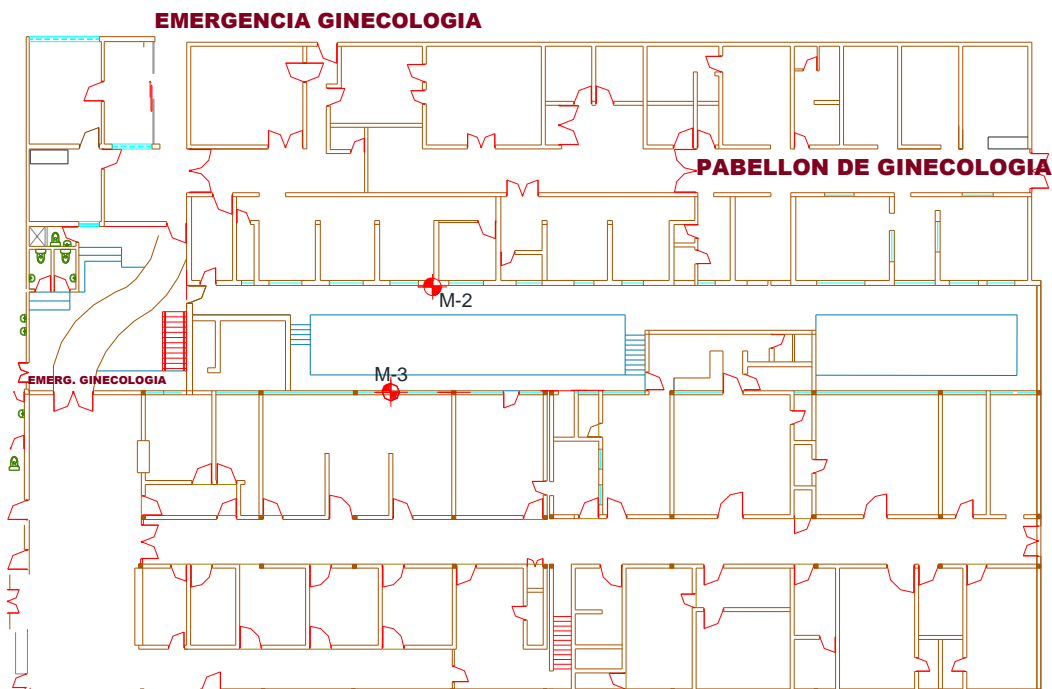 EMERGENCIA GINECOLOGIA
PABELLON DE GINECOLOGIA
M-2
M-3
EMERG. GINECOLOGIA